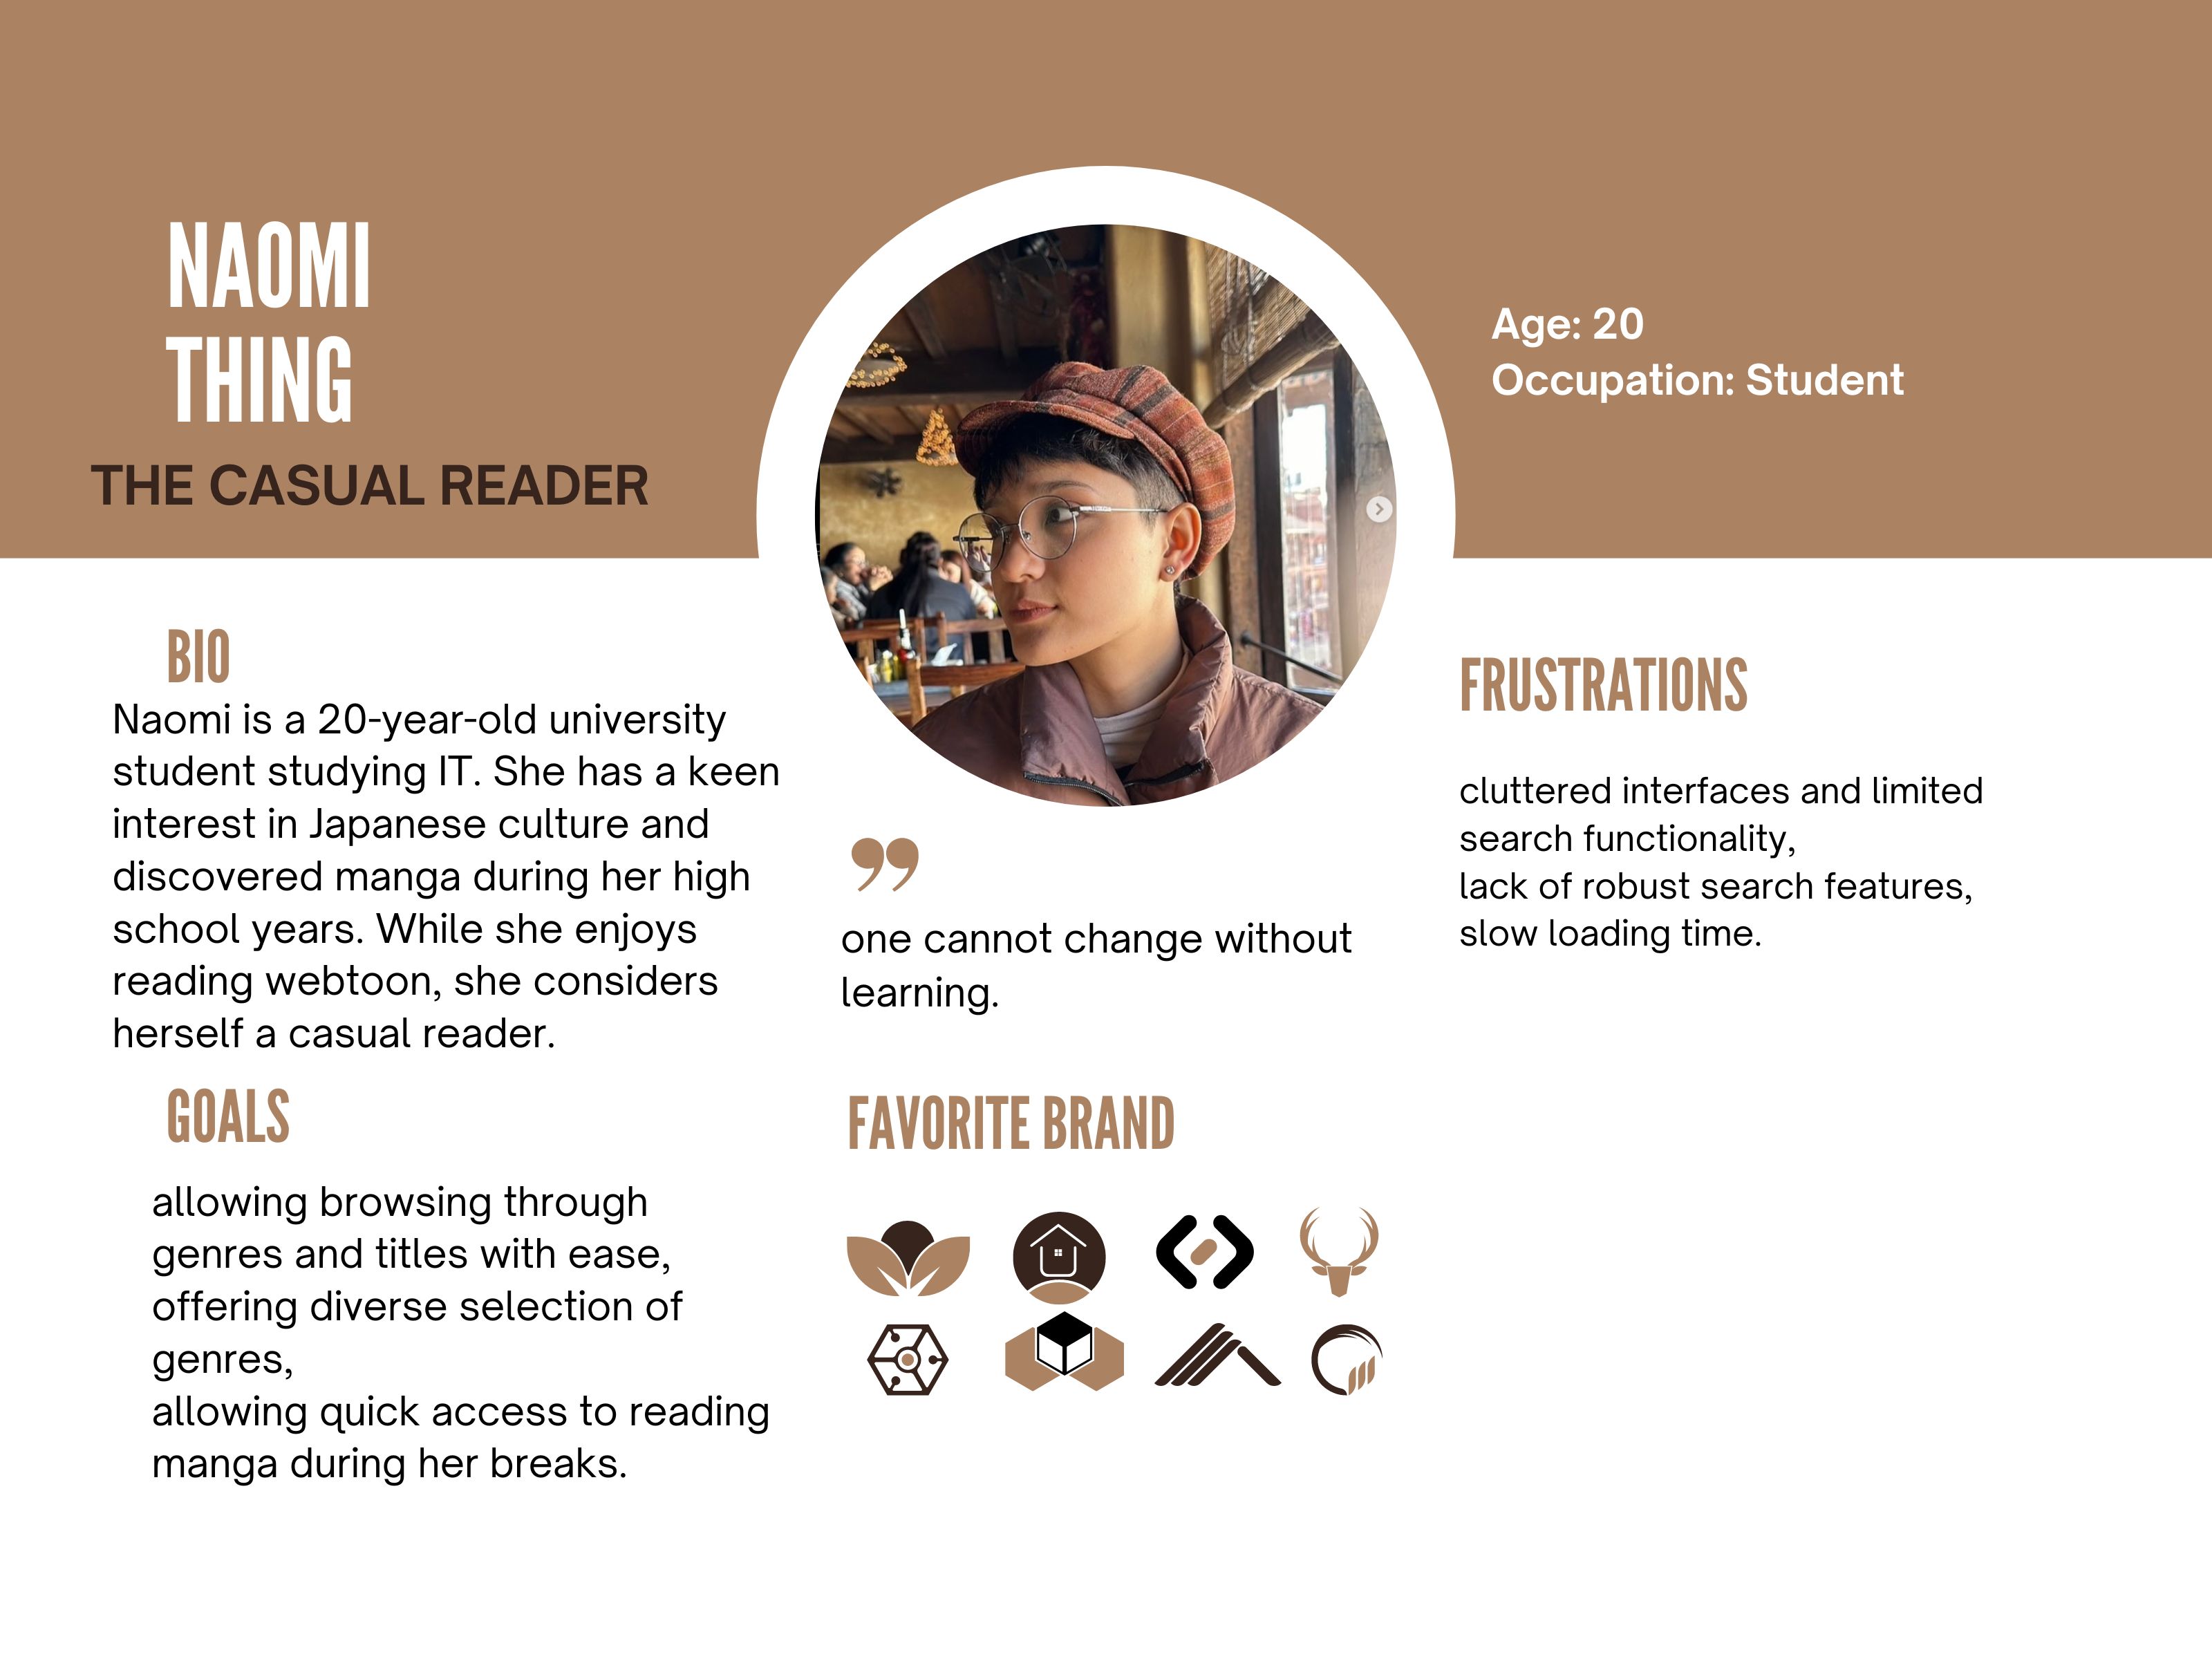 NAOMI
THING
THE CASUAL READER
Age: 20
Occupation: Student
BIO
Naomi is a 20-year-old university
student studying IT. She has a keen
interest in Japanese culture and
discovered manga during her high
school years. While she enjoys
reading webtoon, she considers
herself a casual reader.
GOALS
allowing browsing through
genres and titles with ease,
offering diverse selection of
genres,
allowing quick access to reading
manga during her breaks.
”
one cannot change without
learning.
FAVORITE BRAND
FRUSTRATIONS
cluttered interfaces and limited
search functionality,
lack of robust search features,
slow loading time.